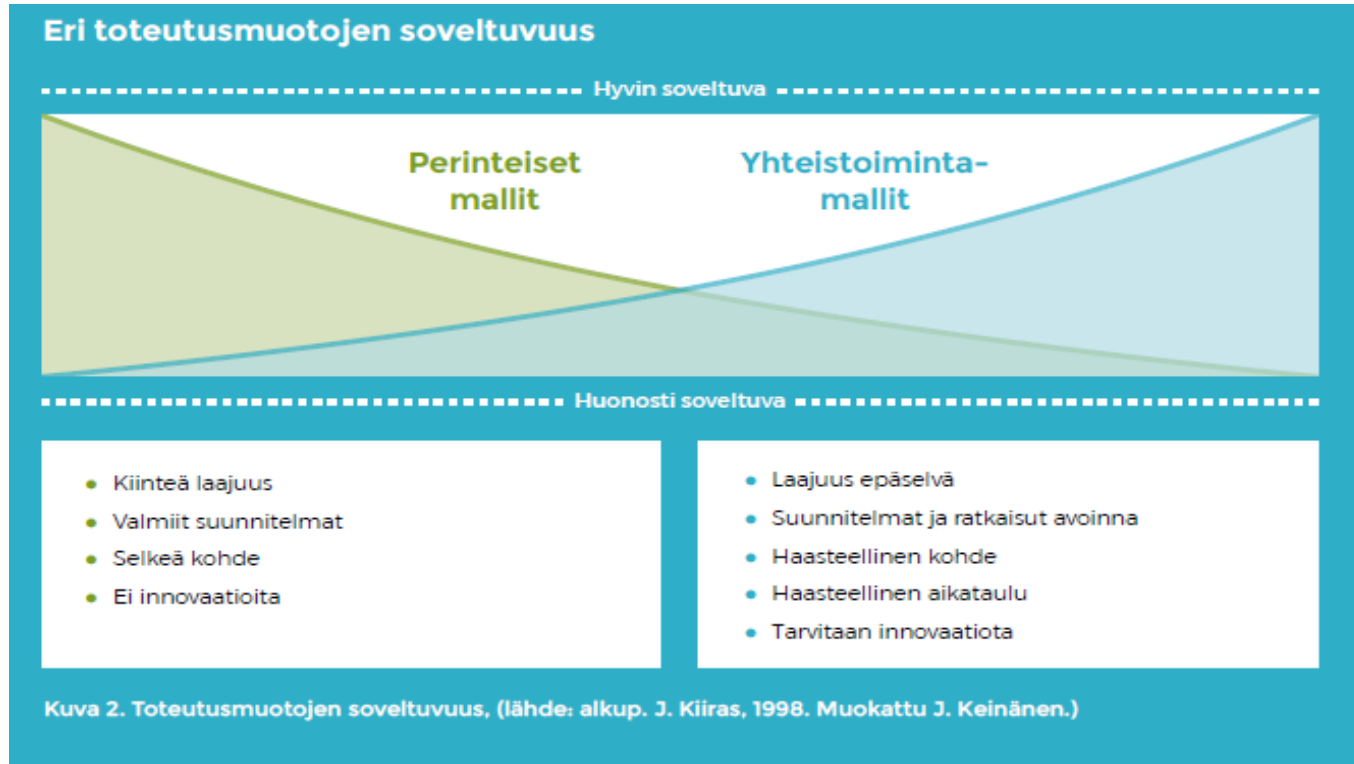 Eri toteutusmuotojen soveltuvuus
Hyvin soveltuva
Perinteiset
mallit
Yhteistoiminta-
mallit
Huonosti soveltuva
Kiinteä laajuus
Valmiit suunnitelmat
Selkeä kohde
Ei innovaatioita
Laajuus epäselvä
Suunnitelmat ja ratkaisut avoinna
Haasteellinen kohde
Haasteellinen aikataulu
Tarvitaan innovaatiota
Kuva 2. Toteutusmuotojen soveltuvuus, (lähde: alkup. J. Kiiras, 1998. Muokattu J. Keinänen.)